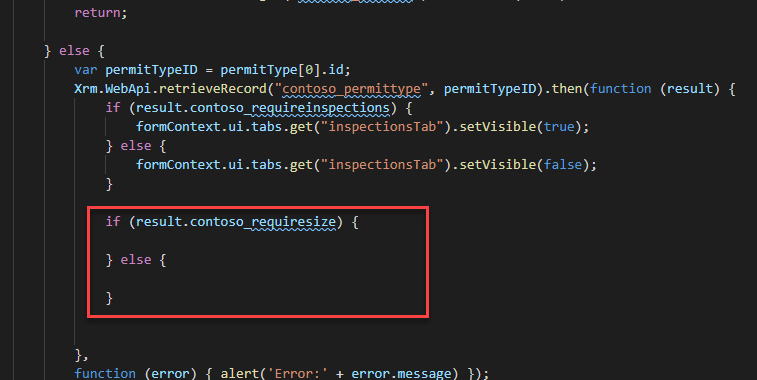 return;
} else {
var permitTypeID = permitType[0].id;
Xrm.WebApi.retrieveRecord("contoso_permittype", permitTypeID).then(function (result) {
if (result.contoso_requireinspections) {
formContext.ui.tabs.get("inspectionsTab").setVisible(true);
} else {
formContext.ui.tabs.get("inspectionsTab").setVisible(false);
}
if (result.contoso_requiresize) {
} else {
}
},
function (error) { alert('Error:' + error.message) });